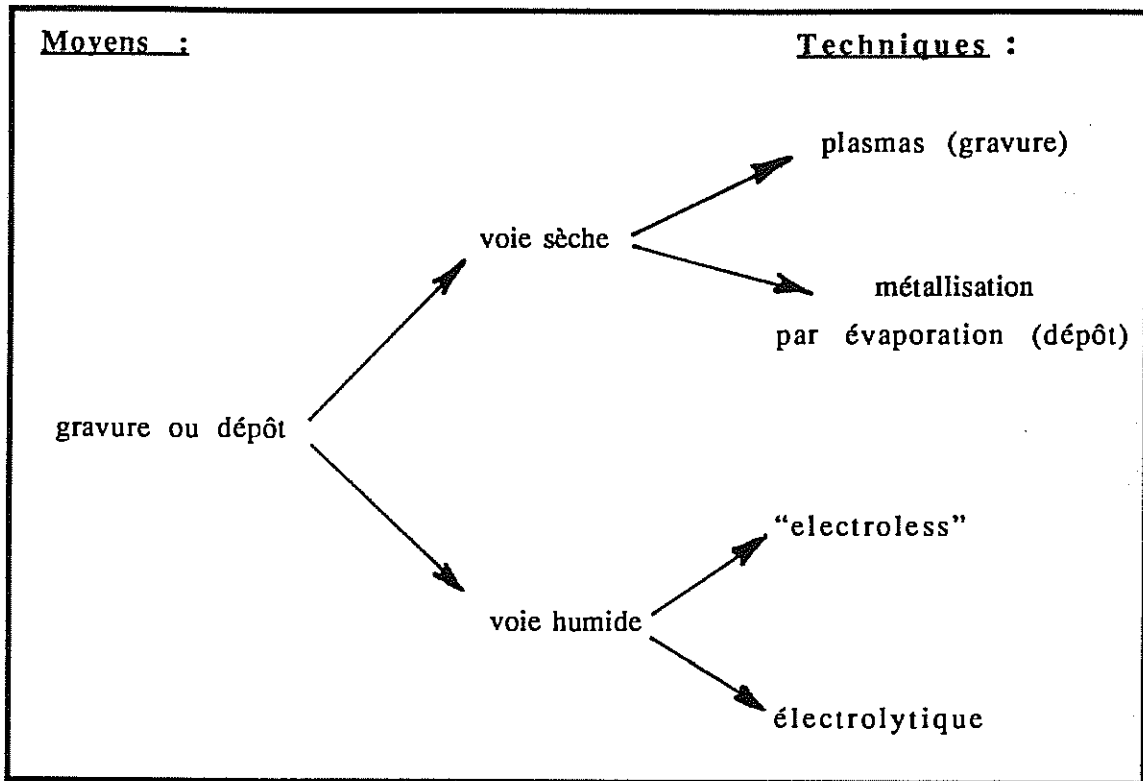 Moyens :
Techniques :
plasmas (gravure)
voie sèche
métallisation
par évaporation (dépôt)
gravure ou dépôt
“electroless”
voie humide
électrolytique